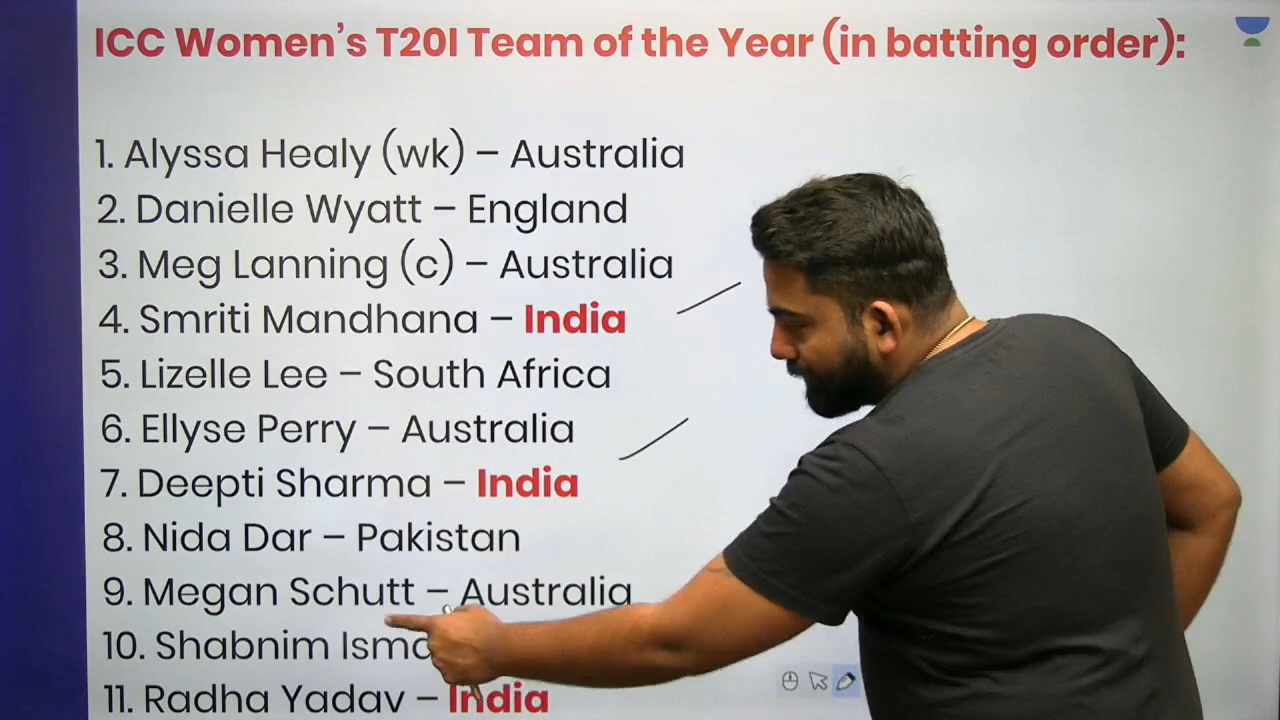 ICC Women's T20I Team of the Year (in batting order):
1. Alyssa Healy (wk) – Australia
2. Danielle Wyatt – England
3. Meg Lanning (c) – Australia
4. Smriti Mandhana – India
5. Lizelle Lee – South Africa
6. Ellyse Perry – Australia
7. Deepti Sharma – India
8. Nida Dar – Pakistan
9. Megan Schutt – Australia
10. Shabnim
11. Radha Yadav – India